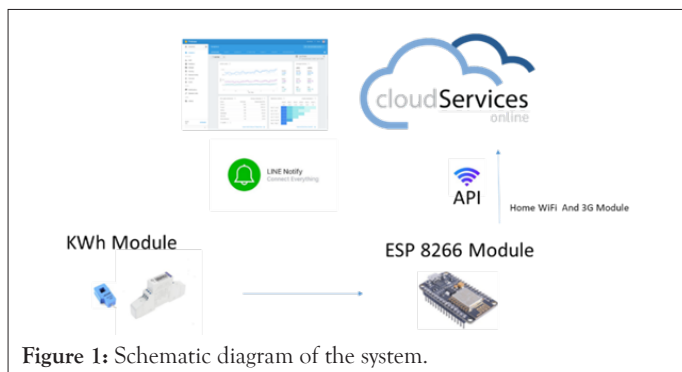 cloudServices
online
LINE Notify
Connect Everything
API
Home WiFi And 3G Module
KWh Module
ESP 8266 Module
Figure 1: Schematic diagram of the system.